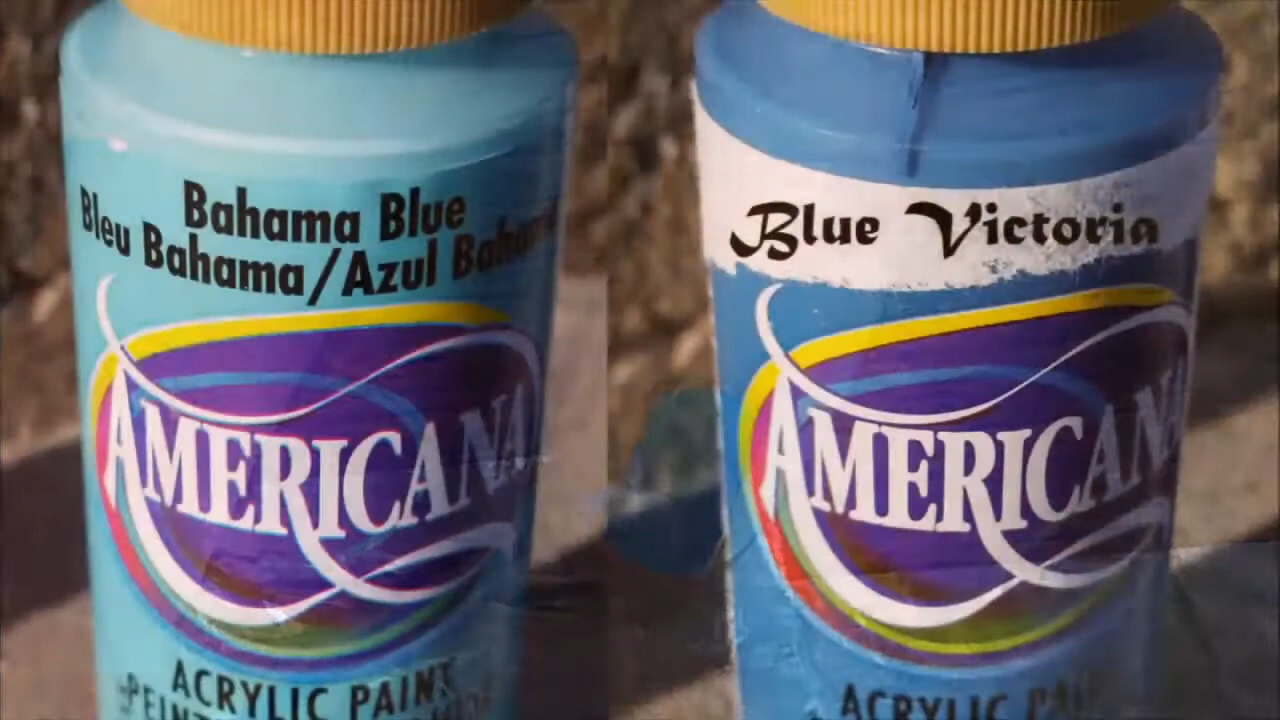 Bahama Blue
Bleu Bahama/Azul
AMERICANA
ACRYLIC PAINT
Blue Victoria
AMERICANA
ACRYLIC